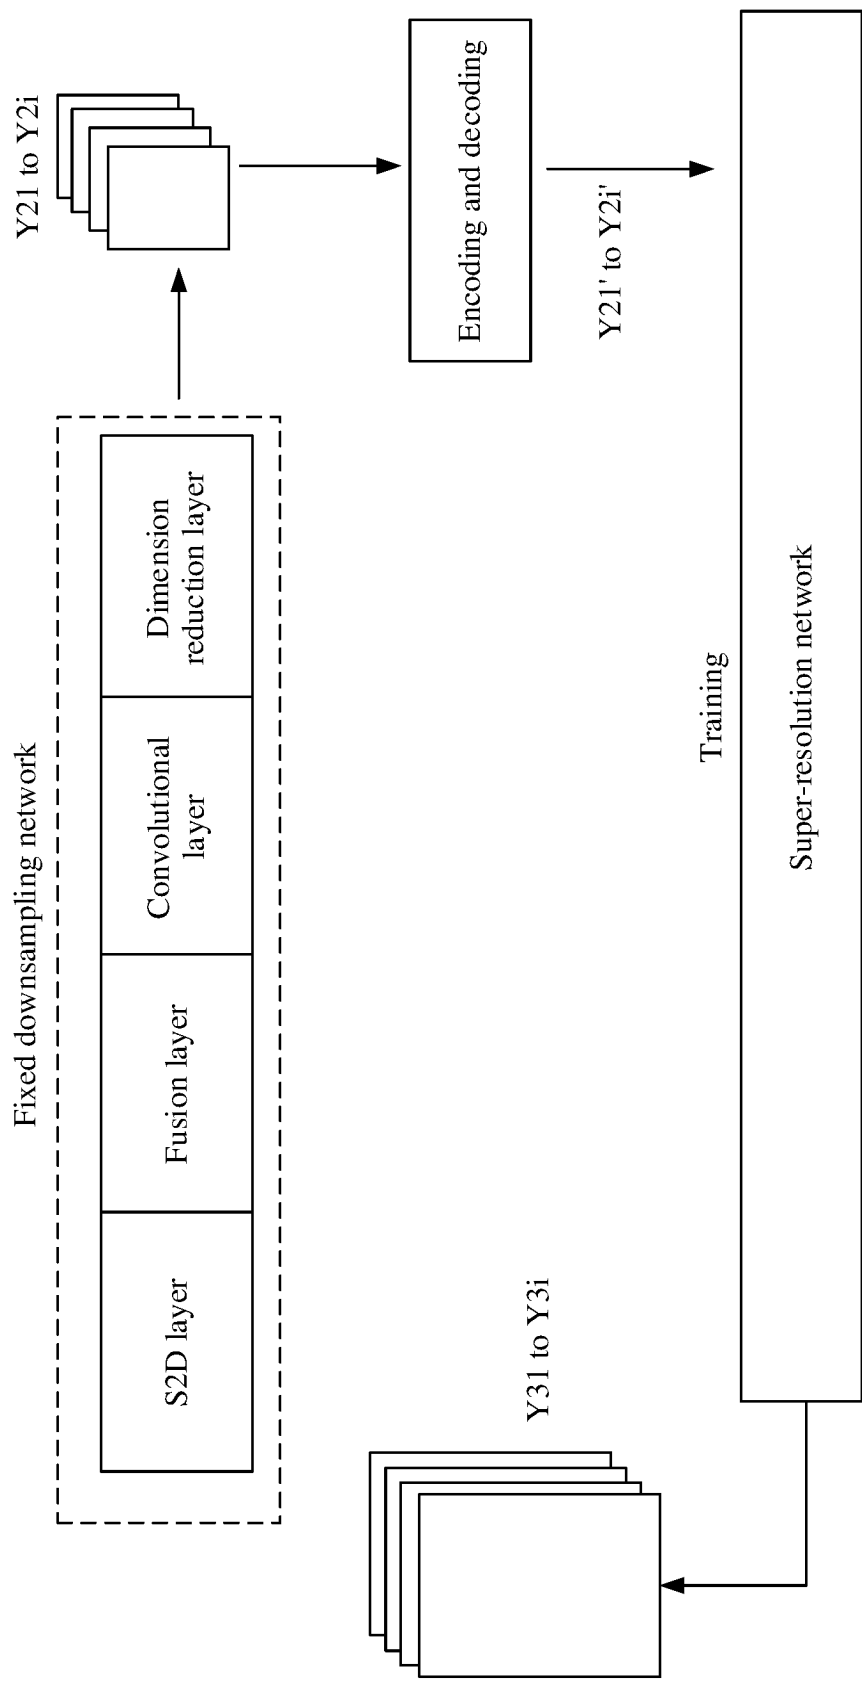 Fixed downsampling network
S2D layer
Fusion layer
Convolutional
layer
Dimension
reduction layer
Y21 to Y2i
Encoding and decoding
Y21' to Y2i'
Y31 to Y3i
Training
Super-resolution network